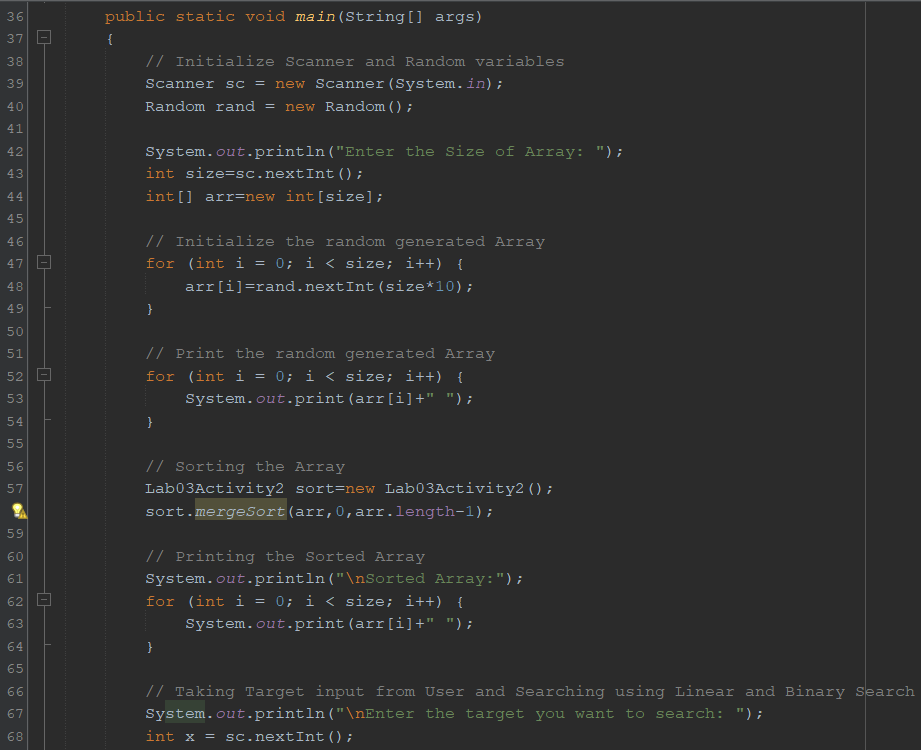 36 public static void main(String[] args)
37 {
38 // Initialize Scanner and Random variables
39 Scanner sc = new Scanner(System.in);
40 Random rand = new Random();
41
42 System.out.println("Enter the Size of Array: ");
43 int size=sc.nextInt();
44 int[] arr=new int[size];
45
46 // Initialize the random generated Array
47 for (int i = 0; i < size; i++) {
48 arr[i]=rand.nextInt(size*10);
49 }
50
51 // Print the random generated Array
52 for (int i = 0; i < size; i++) {
53 System.out.print(arr[i]+" ");
54 }
55
56 // Sorting the Array
57 Lab03Activity2 sort=new Lab03Activity2();
sort.mergeSort(arr,0,arr.length-1);
59
60 // Printing the Sorted Array
61 System.out.println("\nSorted Array:");
62 for (int i = 0; i < size; i++) {
63 System.out.print(arr[i]+" ");
64 }
65
66 // Taking Target input from User and Searching using Linear and Binary Search
67 System.out.println("\nEnter the target you want to search: ");
68 int x = sc.nextInt();